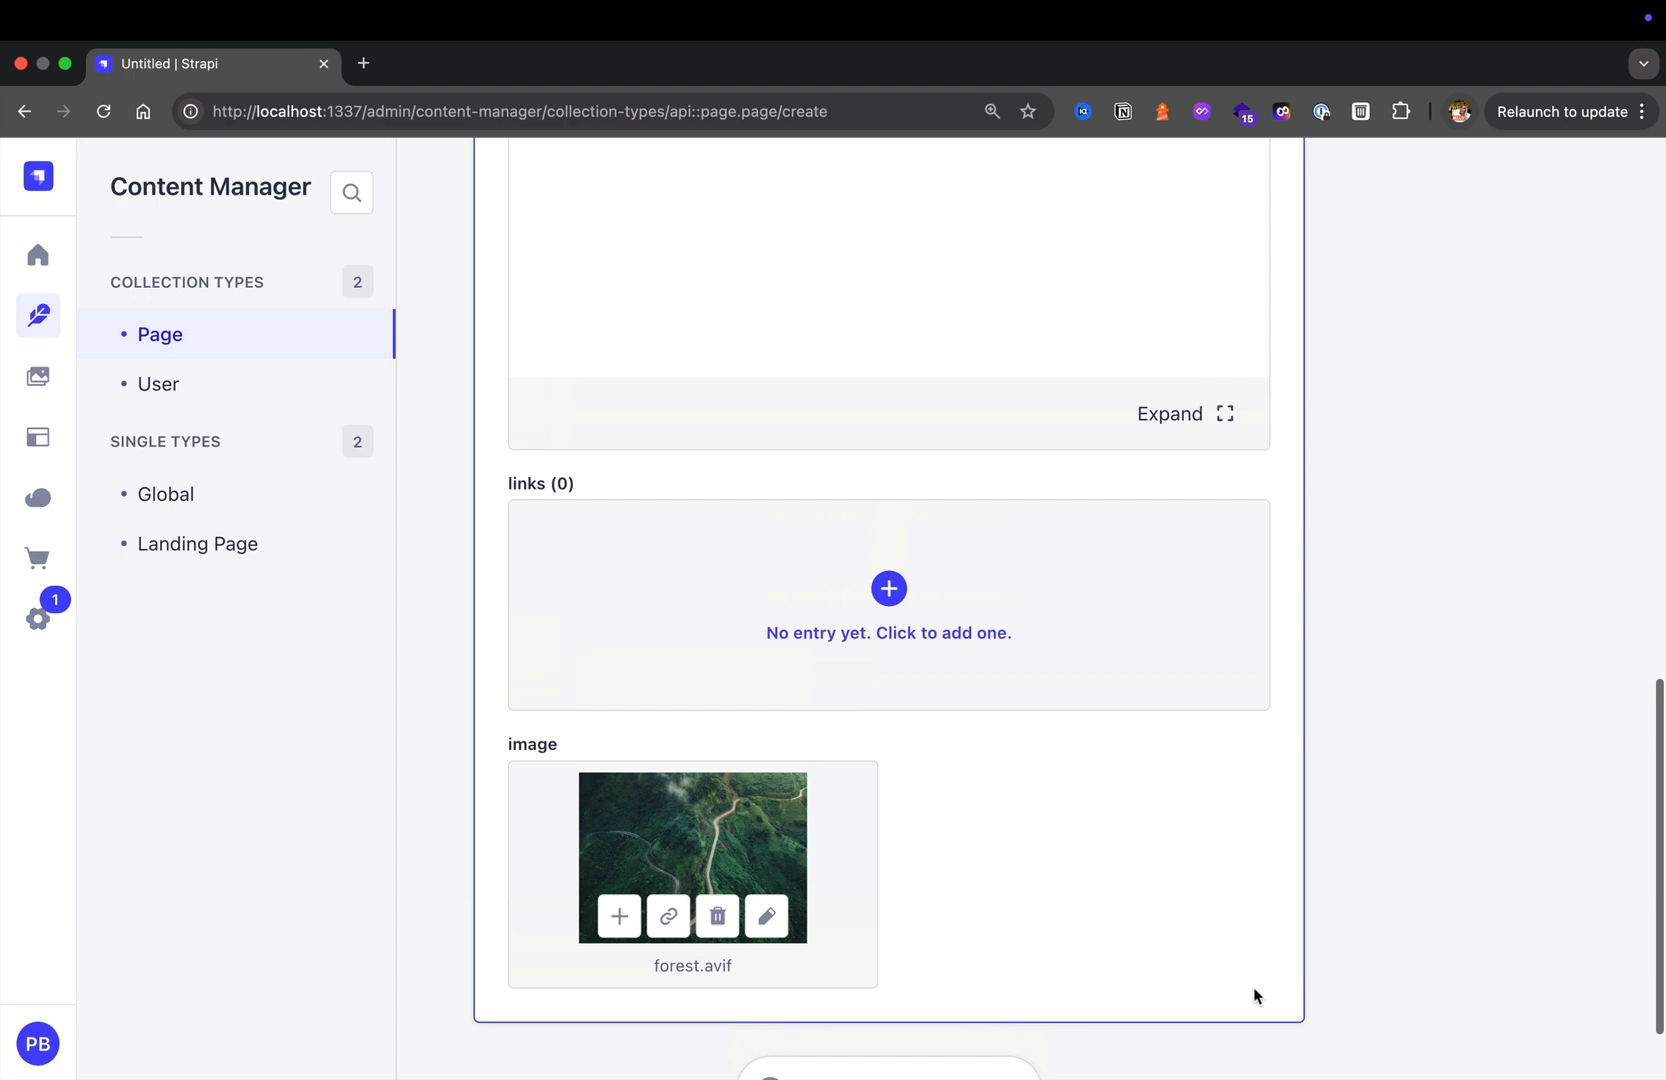 Untitled | Strapi
http://localhost:1337/admin/content-manager/collection-types/api::page.page/create
15
Relaunch to update
Content Manager
COLLECTION TYPES
2
Page
User
SINGLE TYPES
2
Global
Landing Page
1
PB
Expand
links (0)
No entry yet. Click to add one.
image
forest.avif